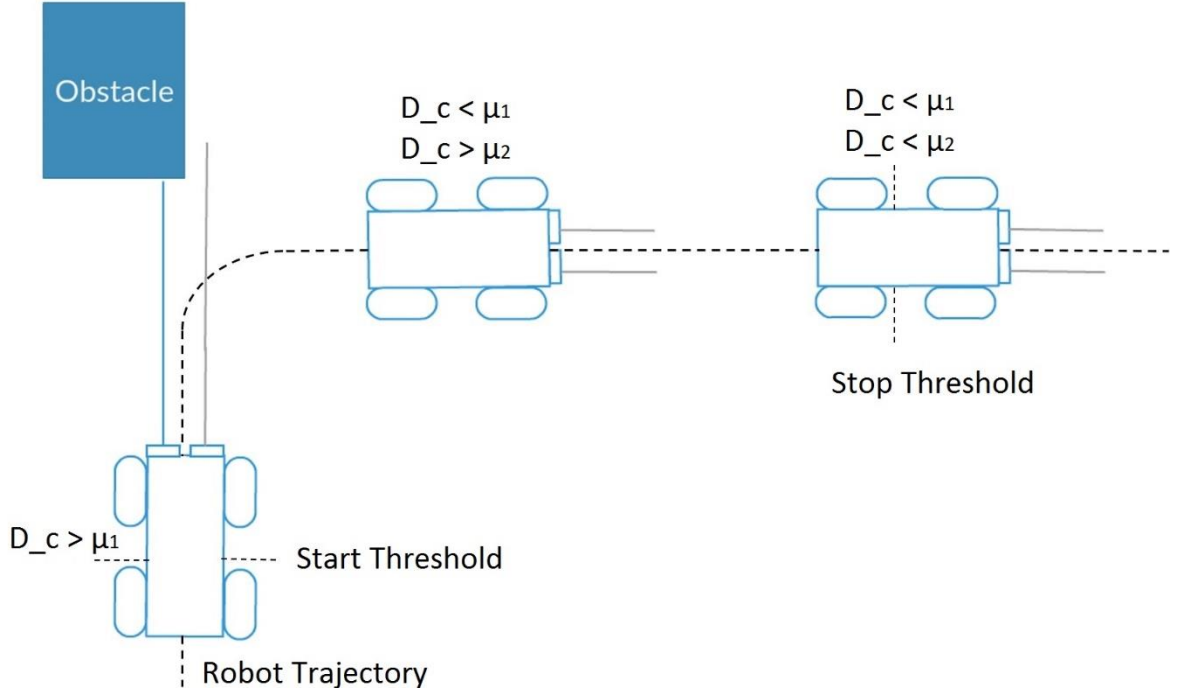 Obstacle
D_c < μ1
D_c > μ2
D_c < μ1
D_c < μ2
Stop Threshold
D_c > μ1
Start Threshold
Robot Trajectory